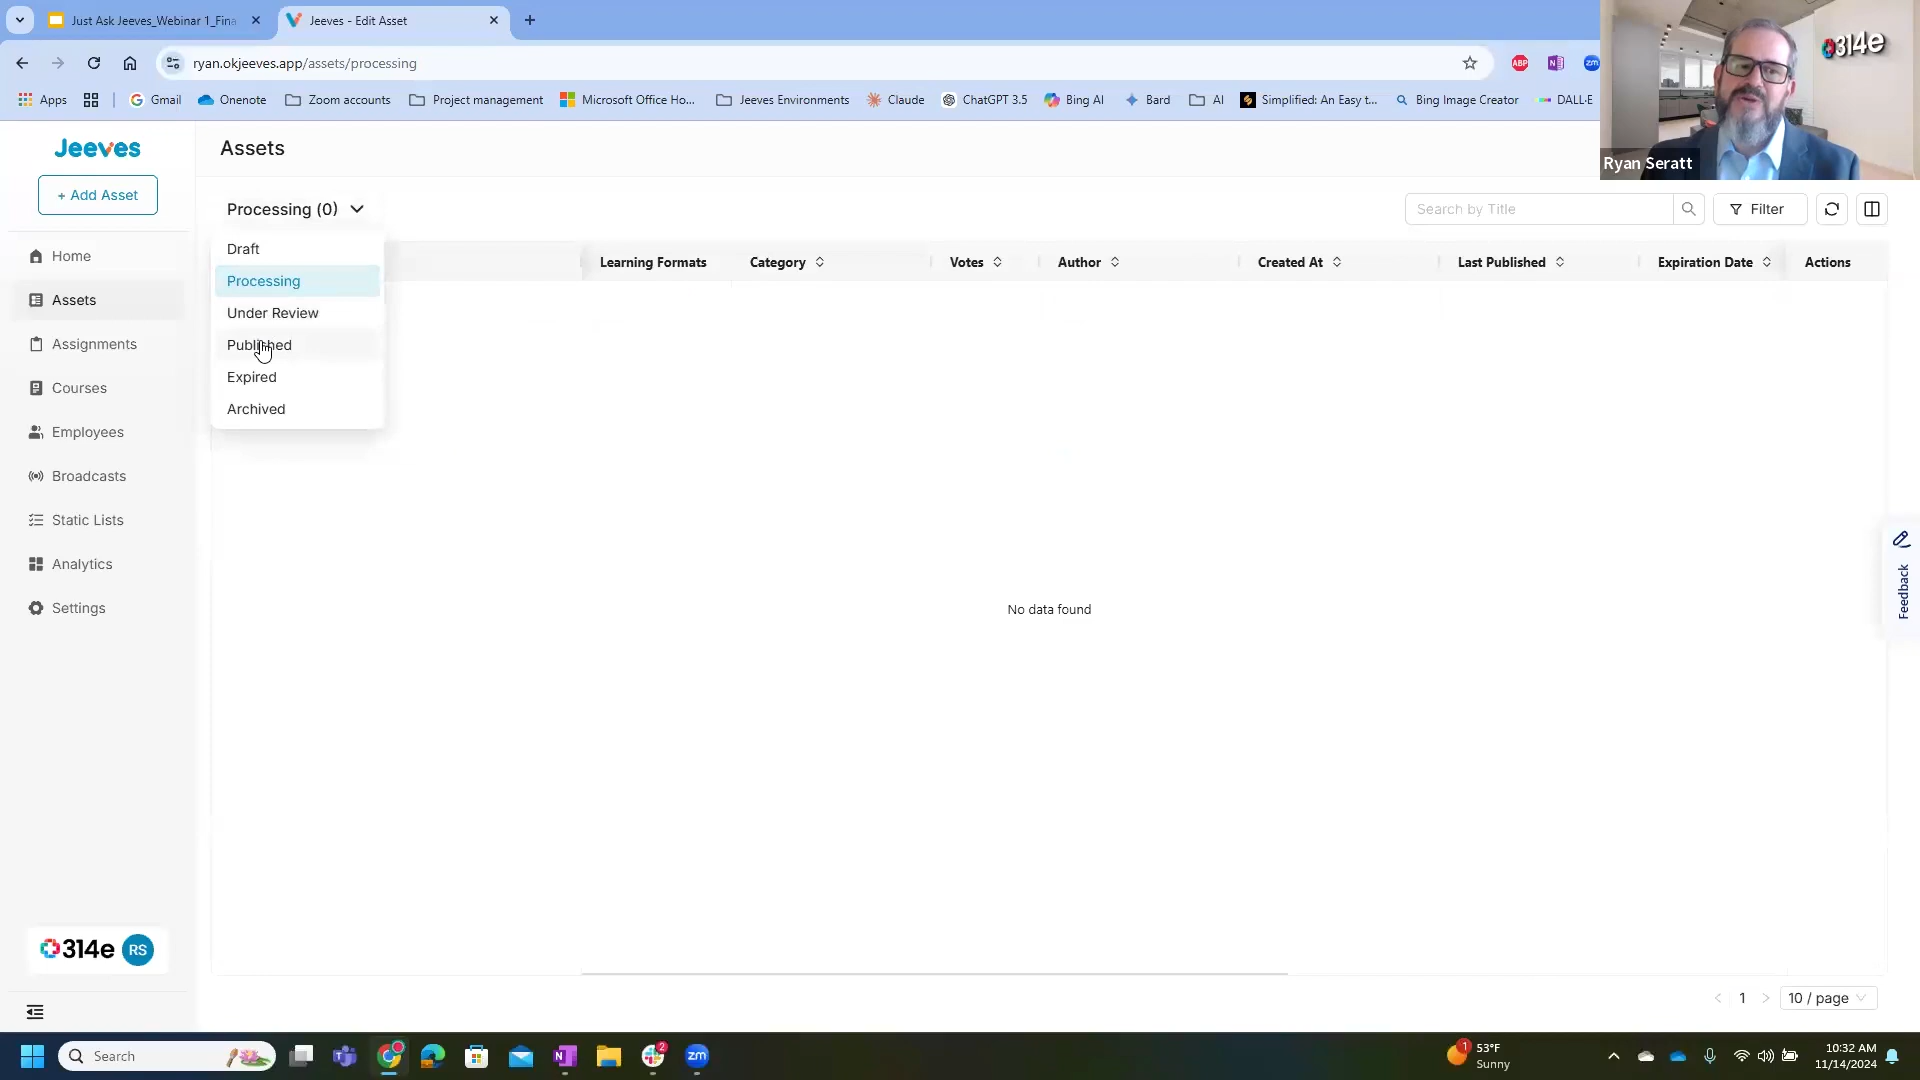 Just Ask Jeeves_Webinar 1_Fina
Jeeves - Edit Asset
ryan.okjeeves.app/assets/processing
ABP
N
zm
Apps
Gmail
Onenote
Zoom accounts
Project management
Microsoft Office Ho...
Jeeves Environments
Claude
ChatGPT 3.5
Bing AI
Bard
AI
Simplified: An Easy t...
Bing Image Creator
DALL·E
314e
Ryan Seratt
Jeeves
+ Add Asset
Home
Assets
Assignments
Courses
Employees
Broadcasts
Static Lists
Analytics
Settings
314e
RS
Assets
Processing (0)
Draft
Processing
Under Review
Published
Expired
Archived
Search by Title
Filter
Learning Formats
Category
Votes
Author
Created At
Last Published
Expiration Date
Actions
No data found
Feedback
1
10 / page
Search
N
2
zm
1
53°F
Sunny
10:32 AM
11/14/2024